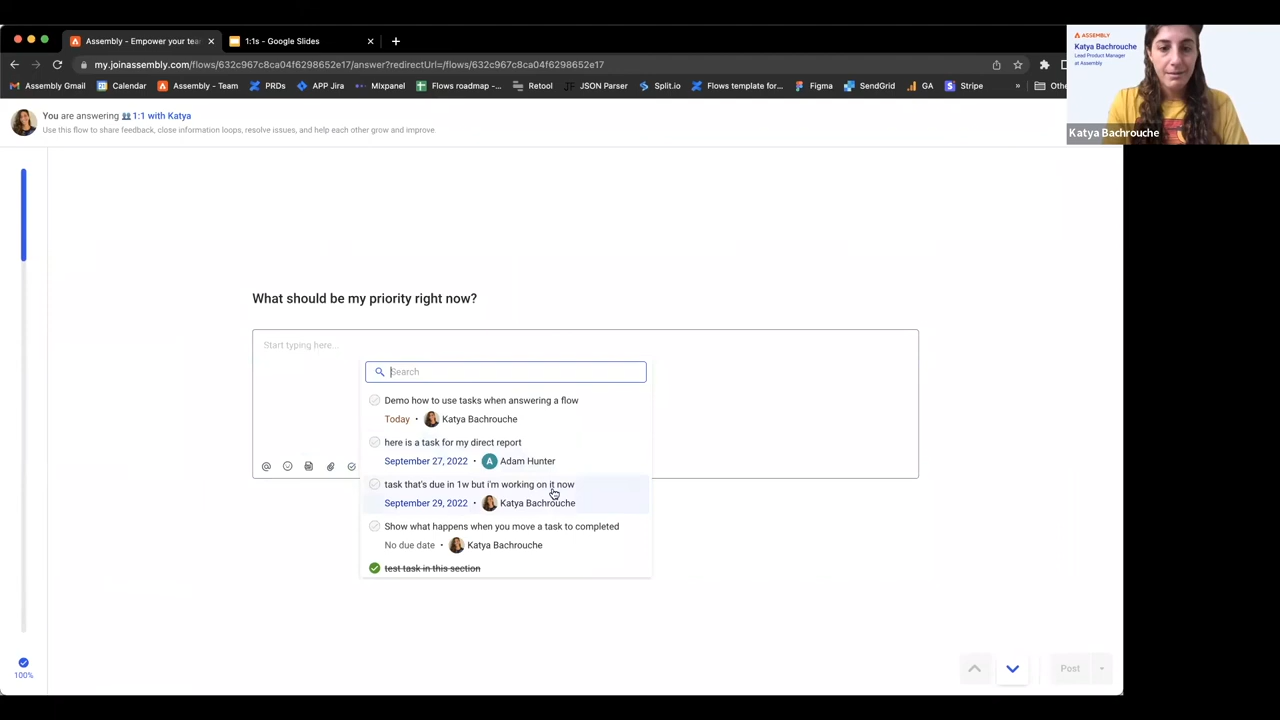 Assembly - Empower your tea
1:1s - Google Slides
my.joinassembly.com/flows/632c967c8ca04f6298652e17/answer?return_url=/flows/632c967c8ca04f6298652e17
Assembly Gmail
Calendar
Assembly - Team
PRDs
APP Jira
Mixpanel
Flows roadmap -...
Retool
JSON Parser
Split.io
Flows template for...
Figma
SendGrid
GA
Stripe
»
Othe
ASSEMBLY
Katya Bachrouche
Lead Product Manager
at Assembly
Katya Bachrouche
You are answering 1:1 with Katya
Use this flow to share feedback, close information loops, resolve issues, and help each other grow and improve.
What should be my priority right now?
Start typing here...
Search
Demo how to use tasks when answering a flow
Today • Katya Bachrouche
here is a task for my direct report
September 27, 2022 • A Adam Hunter
task that's due in 1w but i'm working on it now
September 29, 2022 • Katya Bachrouche
Show what happens when you move a task to completed
No due date • Katya Bachrouche
test task in this section
100%
Post